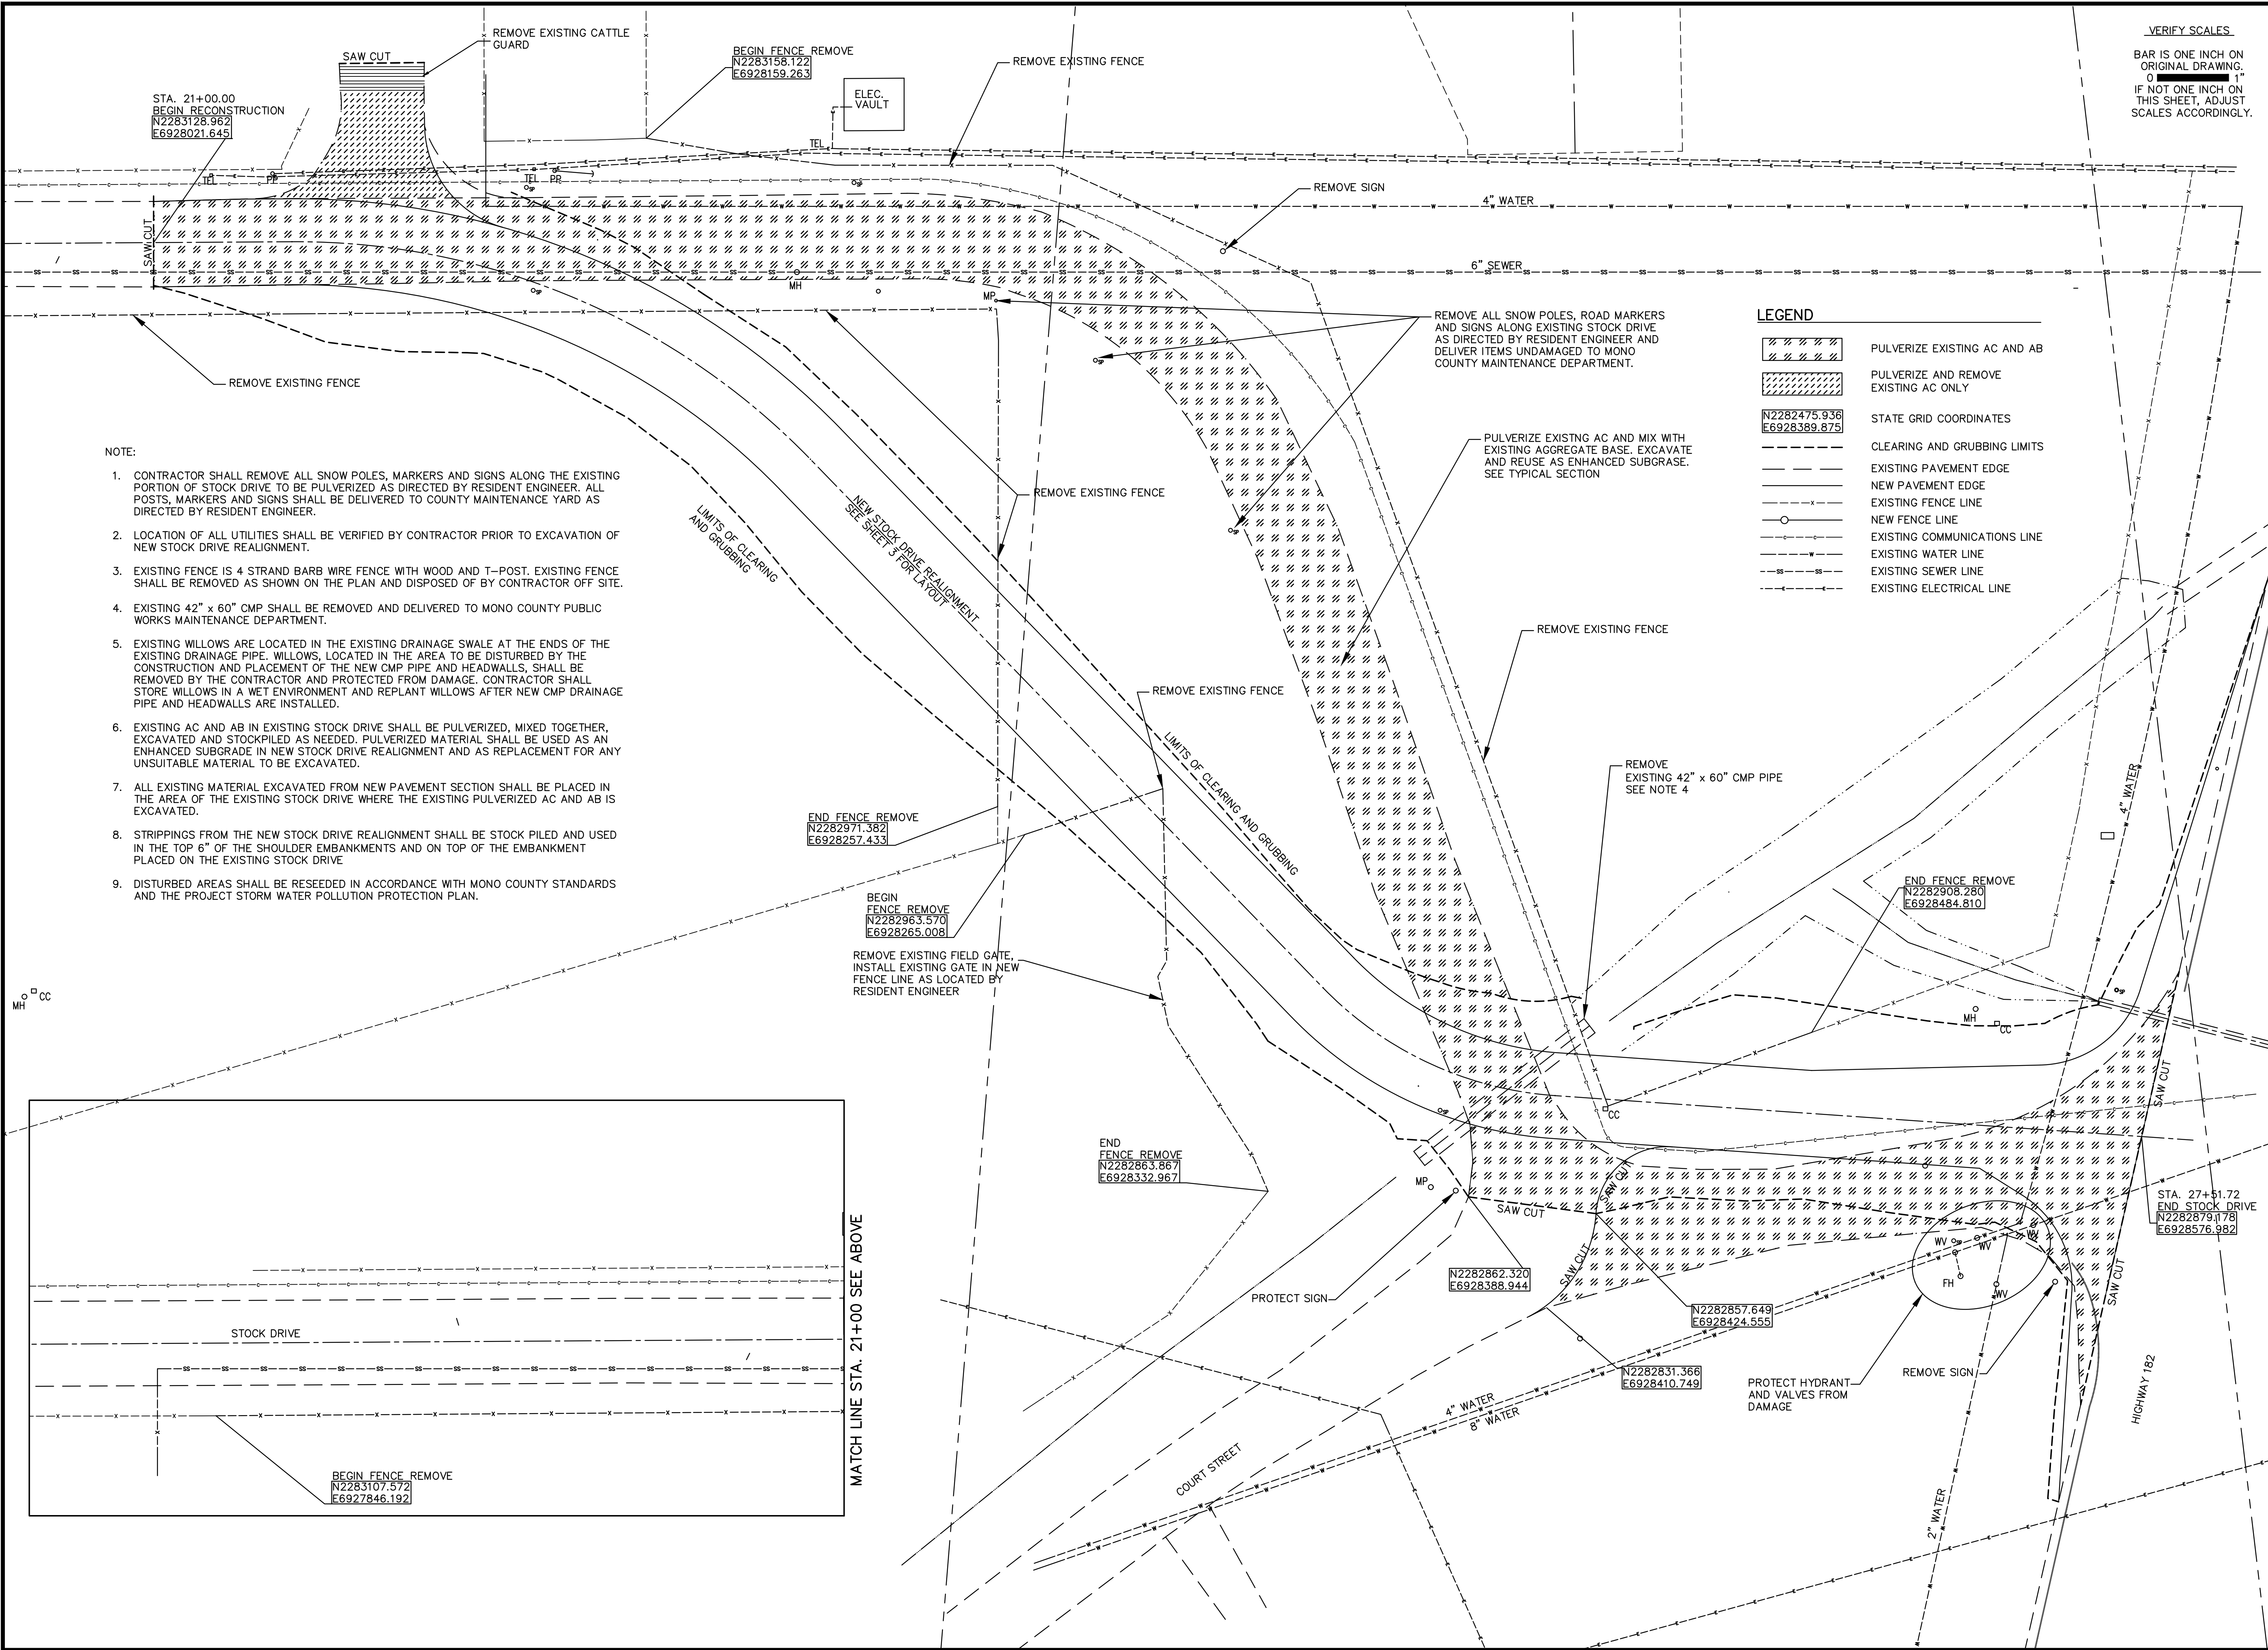 REMOVE EXISTING CATTLE
GUARD
SAW CUT
BEGIN FENCE REMOVE
N2283158.122
E6928159.263
REMOVE EXISTING FENCE
ELEC.
VAULT
VERIFY SCALES
BAR IS ONE INCH ON
ORIGINAL DRAWING.
0 1"
IF NOT ONE INCH ON
THIS SHEET, ADJUST
SCALES ACCORDINGLY.
STA. 21+00.00
BEGIN RECONSTRUCTION
N2283128.962
E6928021.645
TEL
TEL
PP
TEL
PP
SP
SP
REMOVE SIGN
4" WATER
SAW CUT
6" SEWER
MH
SP
MP
REMOVE EXISTING FENCE
REMOVE ALL SNOW POLES, ROAD MARKERS
AND SIGNS ALONG EXISTING STOCK DRIVE
AS DIRECTED BY RESIDENT ENGINEER AND
DELIVER ITEMS UNDAMAGED TO MONO
COUNTY MAINTENANCE DEPARTMENT.
SP
LEGEND
PULVERIZE EXISTING AC AND AB
PULVERIZE AND REMOVE
EXISTING AC ONLY
N2282475.936
E6928389.875
STATE GRID COORDINATES
CLEARING AND GRUBBING LIMITS
EXISTING PAVEMENT EDGE
NEW PAVEMENT EDGE
EXISTING FENCE LINE
NEW FENCE LINE
EXISTING COMMUNICATIONS LINE
EXISTING WATER LINE
EXISTING SEWER LINE
EXISTING ELECTRICAL LINE
PULVERIZE EXISTNG AC AND MIX WITH
EXISTING AGGREGATE BASE. EXCAVATE
AND REUSE AS ENHANCED SUBGRASE.
SEE TYPICAL SECTION
NOTE:
1. CONTRACTOR SHALL REMOVE ALL SNOW POLES, MARKERS AND SIGNS ALONG THE EXISTING
PORTION OF STOCK DRIVE TO BE PULVERIZED AS DIRECTED BY RESIDENT ENGINEER. ALL
POSTS, MARKERS AND SIGNS SHALL BE DELIVERED TO COUNTY MAINTENANCE YARD AS
DIRECTED BY RESIDENT ENGINEER.
2. LOCATION OF ALL UTILITIES SHALL BE VERIFIED BY CONTRACTOR PRIOR TO EXCAVATION OF
NEW STOCK DRIVE REALIGNMENT.
3. EXISTING FENCE IS 4 STRAND BARB WIRE FENCE WITH WOOD AND T-POST. EXISTING FENCE
SHALL BE REMOVED AS SHOWN ON THE PLAN AND DISPOSED OF BY CONTRACTOR OFF SITE.
4. EXISTING 42" x 60" CMP SHALL BE REMOVED AND DELIVERED TO MONO COUNTY PUBLIC
WORKS MAINTENANCE DEPARTMENT.
5. EXISTING WILLOWS ARE LOCATED IN THE EXISTING DRAINAGE SWALE AT THE ENDS OF THE
EXISTING DRAINAGE PIPE. WILLOWS, LOCATED IN THE AREA TO BE DISTURBED BY THE
CONSTRUCTION AND PLACEMENT OF THE NEW CMP PIPE AND HEADWALLS, SHALL BE
REMOVED BY THE CONTRACTOR AND PROTECTED FROM DAMAGE. CONTRACTOR SHALL
STORE WILLOWS IN A WET ENVIRONMENT AND REPLANT WILLOWS AFTER NEW CMP DRAINAGE
PIPE AND HEADWALLS ARE INSTALLED.
6. EXISTING AC AND AB IN EXISTING STOCK DRIVE SHALL BE PULVERIZED, MIXED TOGETHER,
EXCAVATED AND STOCKPILED AS NEEDED. PULVERIZED MATERIAL SHALL BE USED AS AN
ENHANCED SUBGRADE IN NEW STOCK DRIVE REALIGNMENT AND AS REPLACEMENT FOR ANY
UNSUITABLE MATERIAL TO BE EXCAVATED.
7. ALL EXISTING MATERIAL EXCAVATED FROM NEW PAVEMENT SECTION SHALL BE PLACED IN
THE AREA OF THE EXISTING STOCK DRIVE WHERE THE EXISTING PULVERIZED AC AND AB IS
EXCAVATED.
8. STRIPPINGS FROM THE NEW STOCK DRIVE REALIGNMENT SHALL BE STOCK PILED AND USED
IN THE TOP 6" OF THE SHOULDER EMBANKMENTS AND ON TOP OF THE EMBANKMENT
PLACED ON THE EXISTING STOCK DRIVE
9. DISTURBED AREAS SHALL BE RESEEDED IN ACCORDANCE WITH MONO COUNTY STANDARDS
AND THE PROJECT STORM WATER POLLUTION PROTECTION PLAN.
LIMITS OF CLEARING
AND GRUBBING
NEW STOCK DRIVE REALIGNMENT
SEE SHEET 3 FOR LAYOUT
REMOVE EXISTING FENCE
SP
REMOVE EXISTING FENCE
REMOVE EXISTING FENCE
LIMITS OF CLEARING AND GRUBBING
REMOVE
EXISTING 42" x 60" CMP PIPE
SEE NOTE 4
4" WATER
END FENCE REMOVE
N2282971.382
E6928257.433
BEGIN
FENCE REMOVE
N2282963.570
E6928265.008
END FENCE REMOVE
N2282908.280
E6928484.810
REMOVE EXISTING FIELD GATE,
INSTALL EXISTING GATE IN NEW
FENCE LINE AS LOCATED BY
RESIDENT ENGINEER
MH
CC
SP
MH
CC
SAW CUT
SP
CC
END
FENCE REMOVE
N2282863.867
E6928332.967
MP
SAW CUT
SAW CUT
STA. 27+51.72
END STOCK DRIVE
N2282879.178
E6928576.982
WV
SP
WV
WV
FH
WV
SAW CUT
SAW CUT
N2282862.320
E6928388.944
PROTECT SIGN
N2282857.649
E6928424.555
N2282831.366
E6928410.749
PROTECT HYDRANT
AND VALVES FROM
DAMAGE
REMOVE SIGN
HIGHWAY 182
4" WATER
8" WATER
COURT STREET
2" WATER
STOCK DRIVE
MATCH LINE STA. 21+00 SEE ABOVE
BEGIN FENCE REMOVE
N2283107.572
E6927846.192